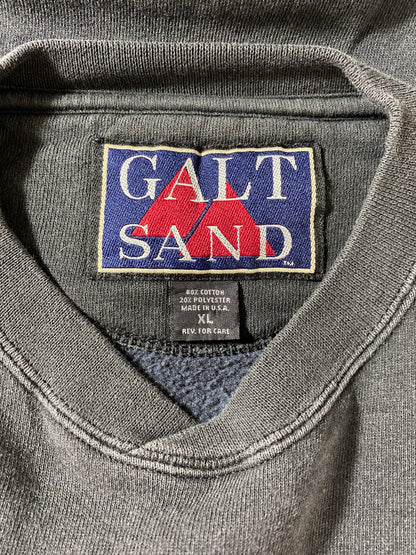 GALT
SAND
™
80% COTTON
20% POLYESTER
MADE IN U.S.A.
XL
REV. FOR CARE